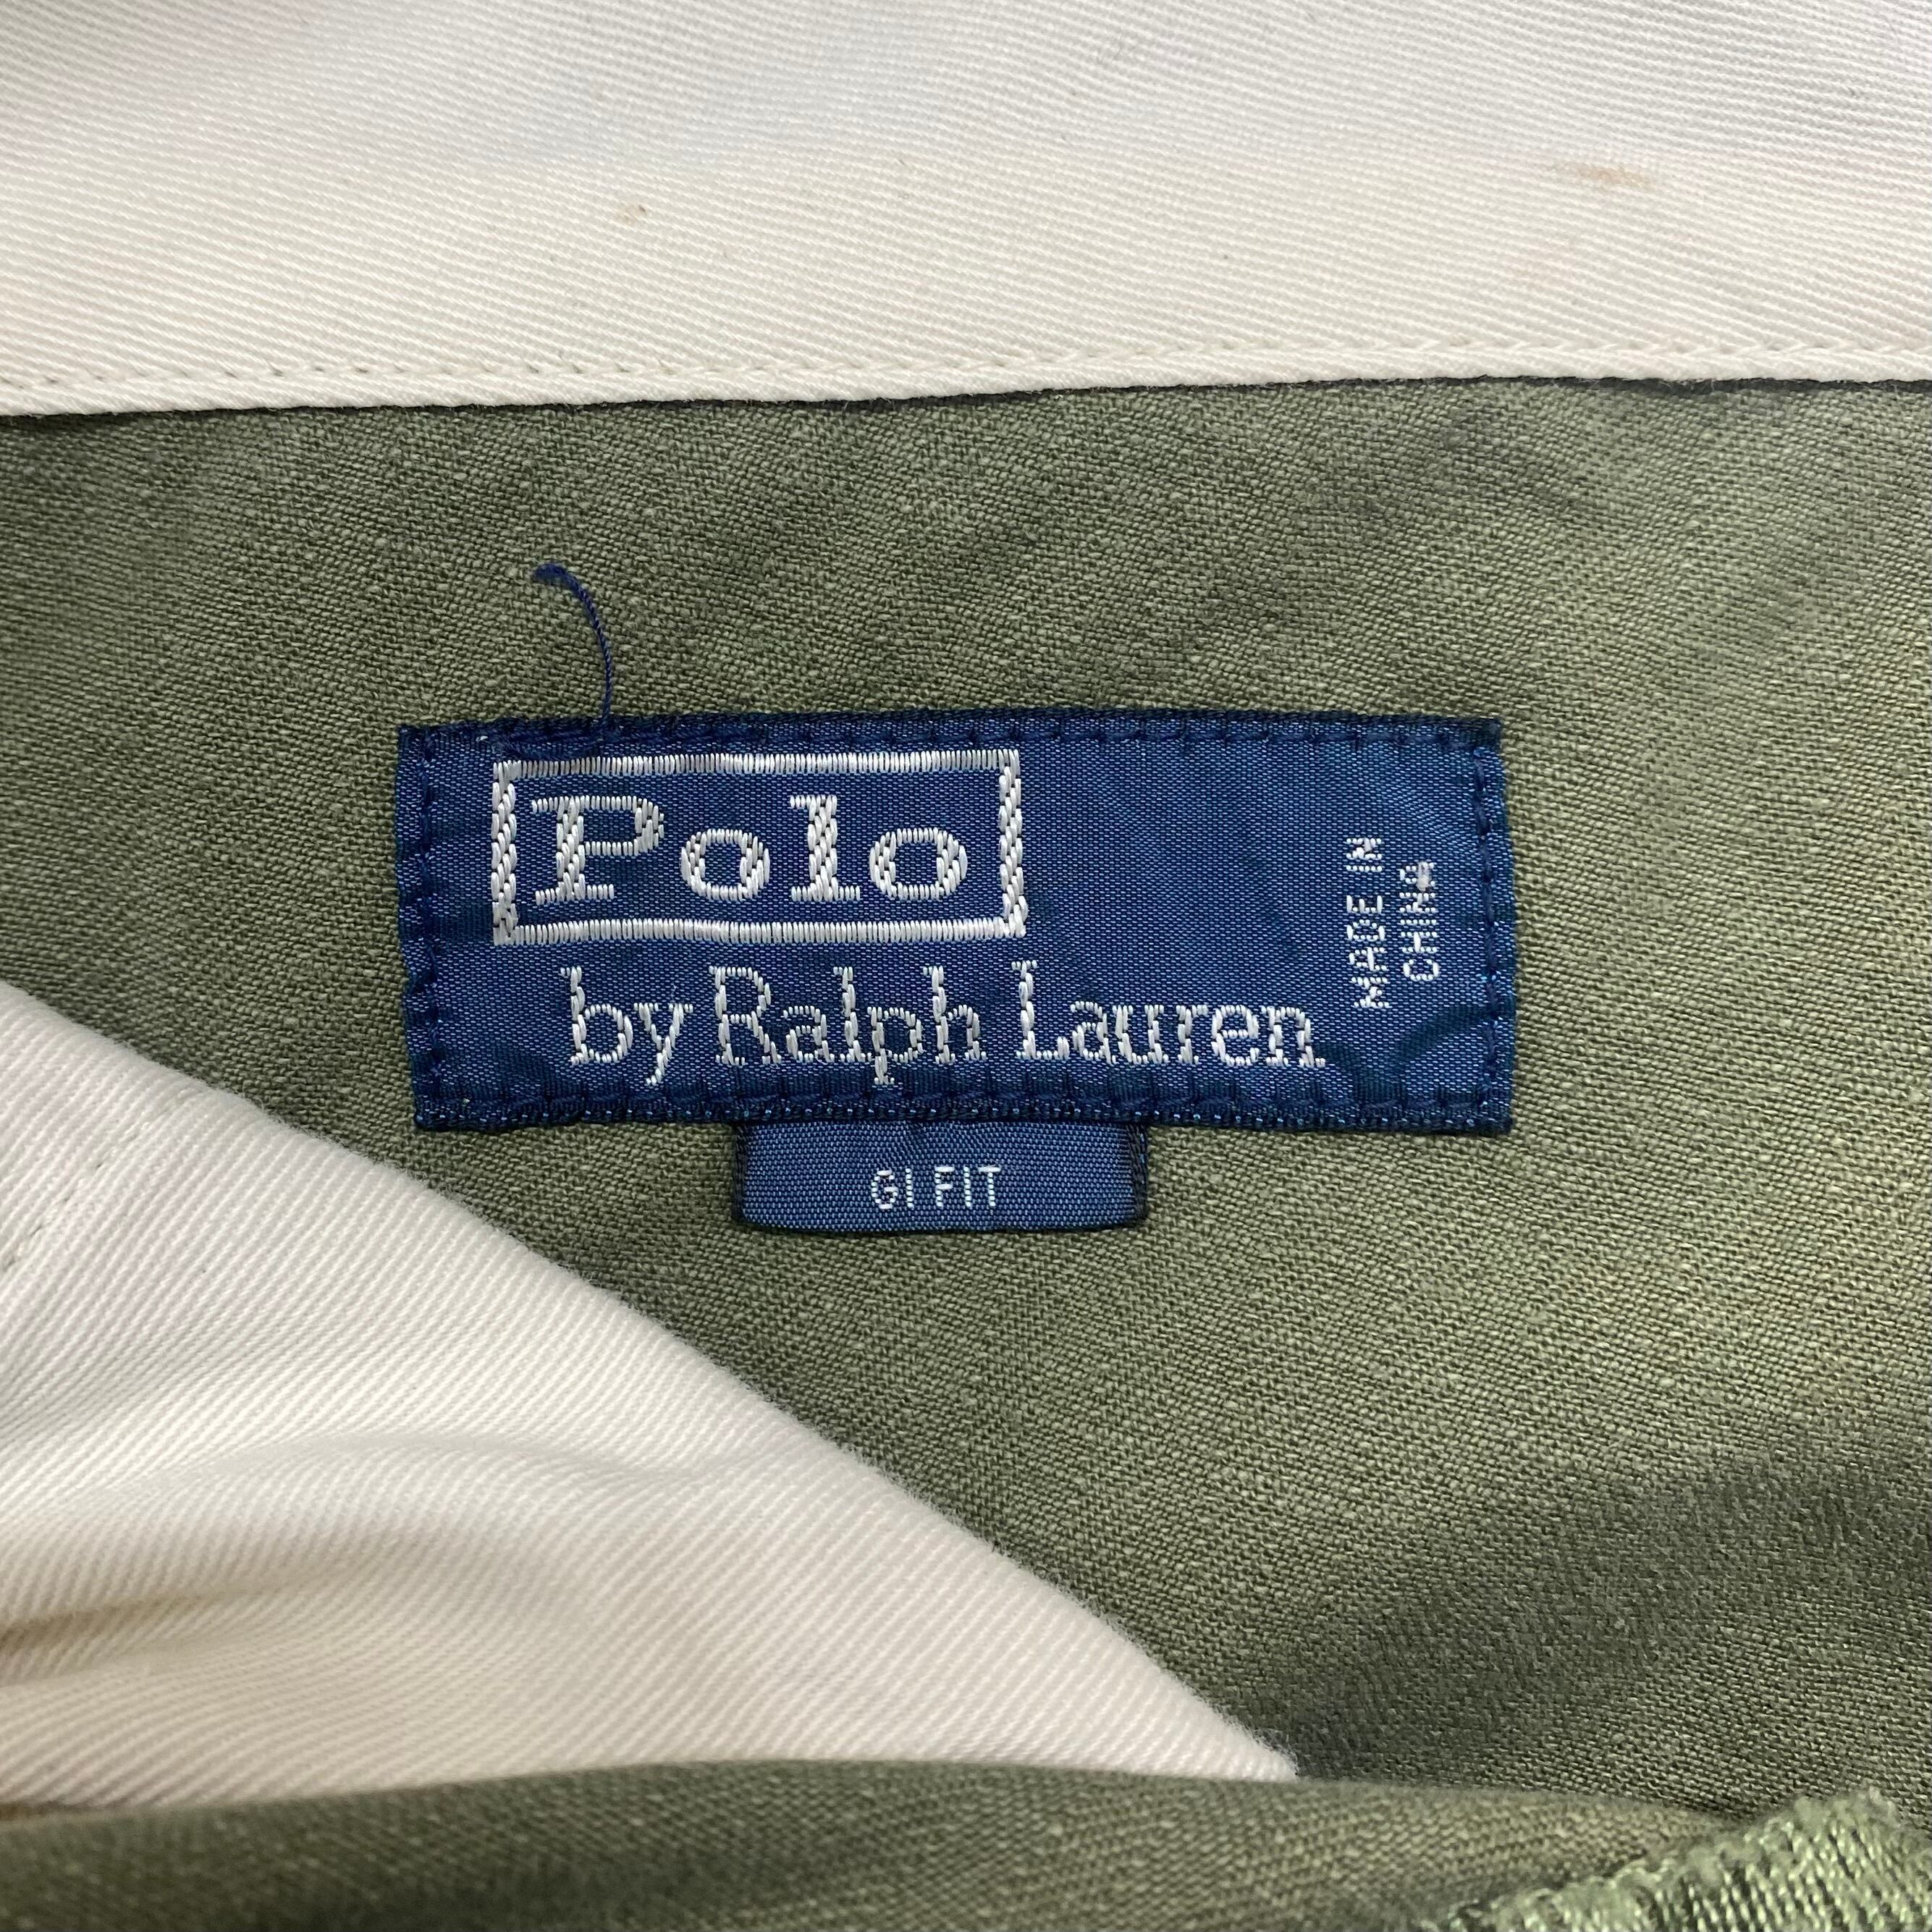 Polo
by Ralph Lauren
MADE IN
CHINA
GI FIT